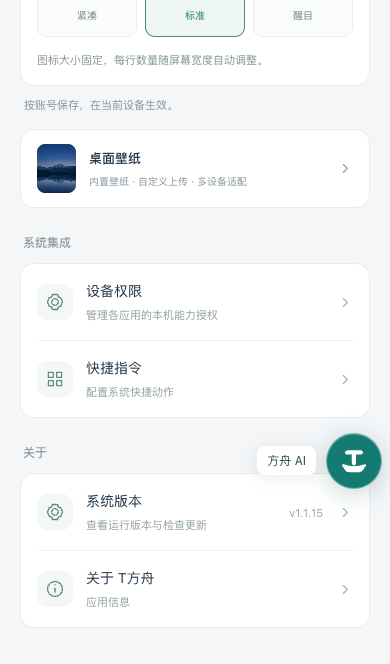 紧凑
标准
醒目
图标大小固定，每行数量随屏幕宽度自动调整。
按账号保存，在当前设备生效。
桌面壁纸
内置壁纸 · 自定义上传 · 多设备适配
系统集成
设备权限
管理各应用的本机能力授权
快捷指令
配置系统快捷动作
关于
方舟 AI
系统版本
查看运行版本与检查更新
v1.1.15
关于 T方舟
应用信息